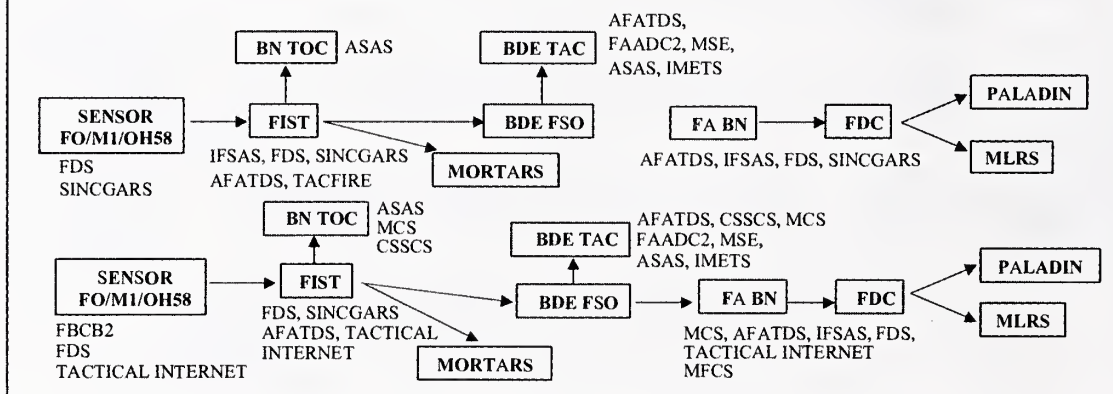 AFATDS,
FAADC2, MSE,
ASAS, IMETS
BN TOC
ASAS
BDE TAC
SENSOR
FO/M1/OH58
FIST
BDE FSO
FA BN
FDC
PALADIN
MLRS
FDS
SINCGARS
IFSAS, FDS, SINCGARS
AFATDS, TACFIRE
MORTARS
AFATDS, IFSAS, FDS, SINCGARS
BN TOC
ASAS
MCS
CSSCS
BDE TAC
AFATDS, CSSCS, MCS
FAADC2, MSE,
ASAS, IMETS
SENSOR
FO/M1/OH58
FIST
BDE FSO
FA BN
FDC
PALADIN
MLRS
FBCB2
FDS
TACTICAL INTERNET
FDS, SINCGARS
AFATDS, TACTICAL
INTERNET
MORTARS
MCS, AFATDS, IFSAS, FDS,
TACTICAL INTERNET
MFCS